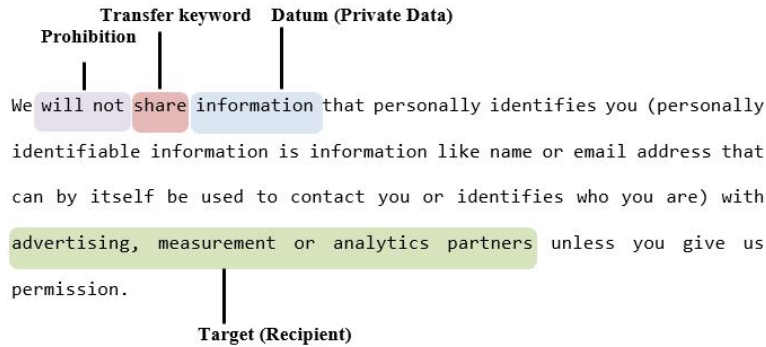 Transfer keyword Datum (Private Data)
Prohibition
We will not share information that personally identifies you (personally
identifiable information is information like name or email address that
can by itself be used to contact you or identifies who you are) with
advertising, measurement or analytics partners unless you give us
permission.
Target (Recipient)